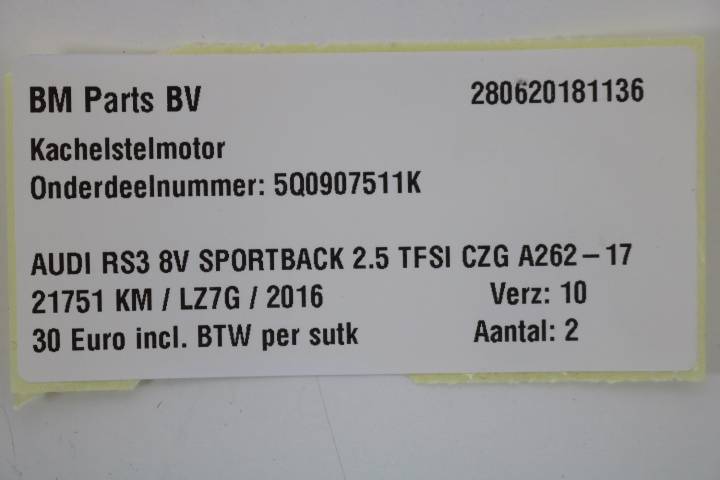 BM Parts BV 280620181136
Kachelstelmotor
Onderdeelnummer: 5Q0907511K
AUDI RS3 8V SPORTBACK 2.5 TFSI CZG A262-17
21751 KM / LZ7G / 2016 Verz: 10
30 Euro incl. BTW per sutk Aantal: 2